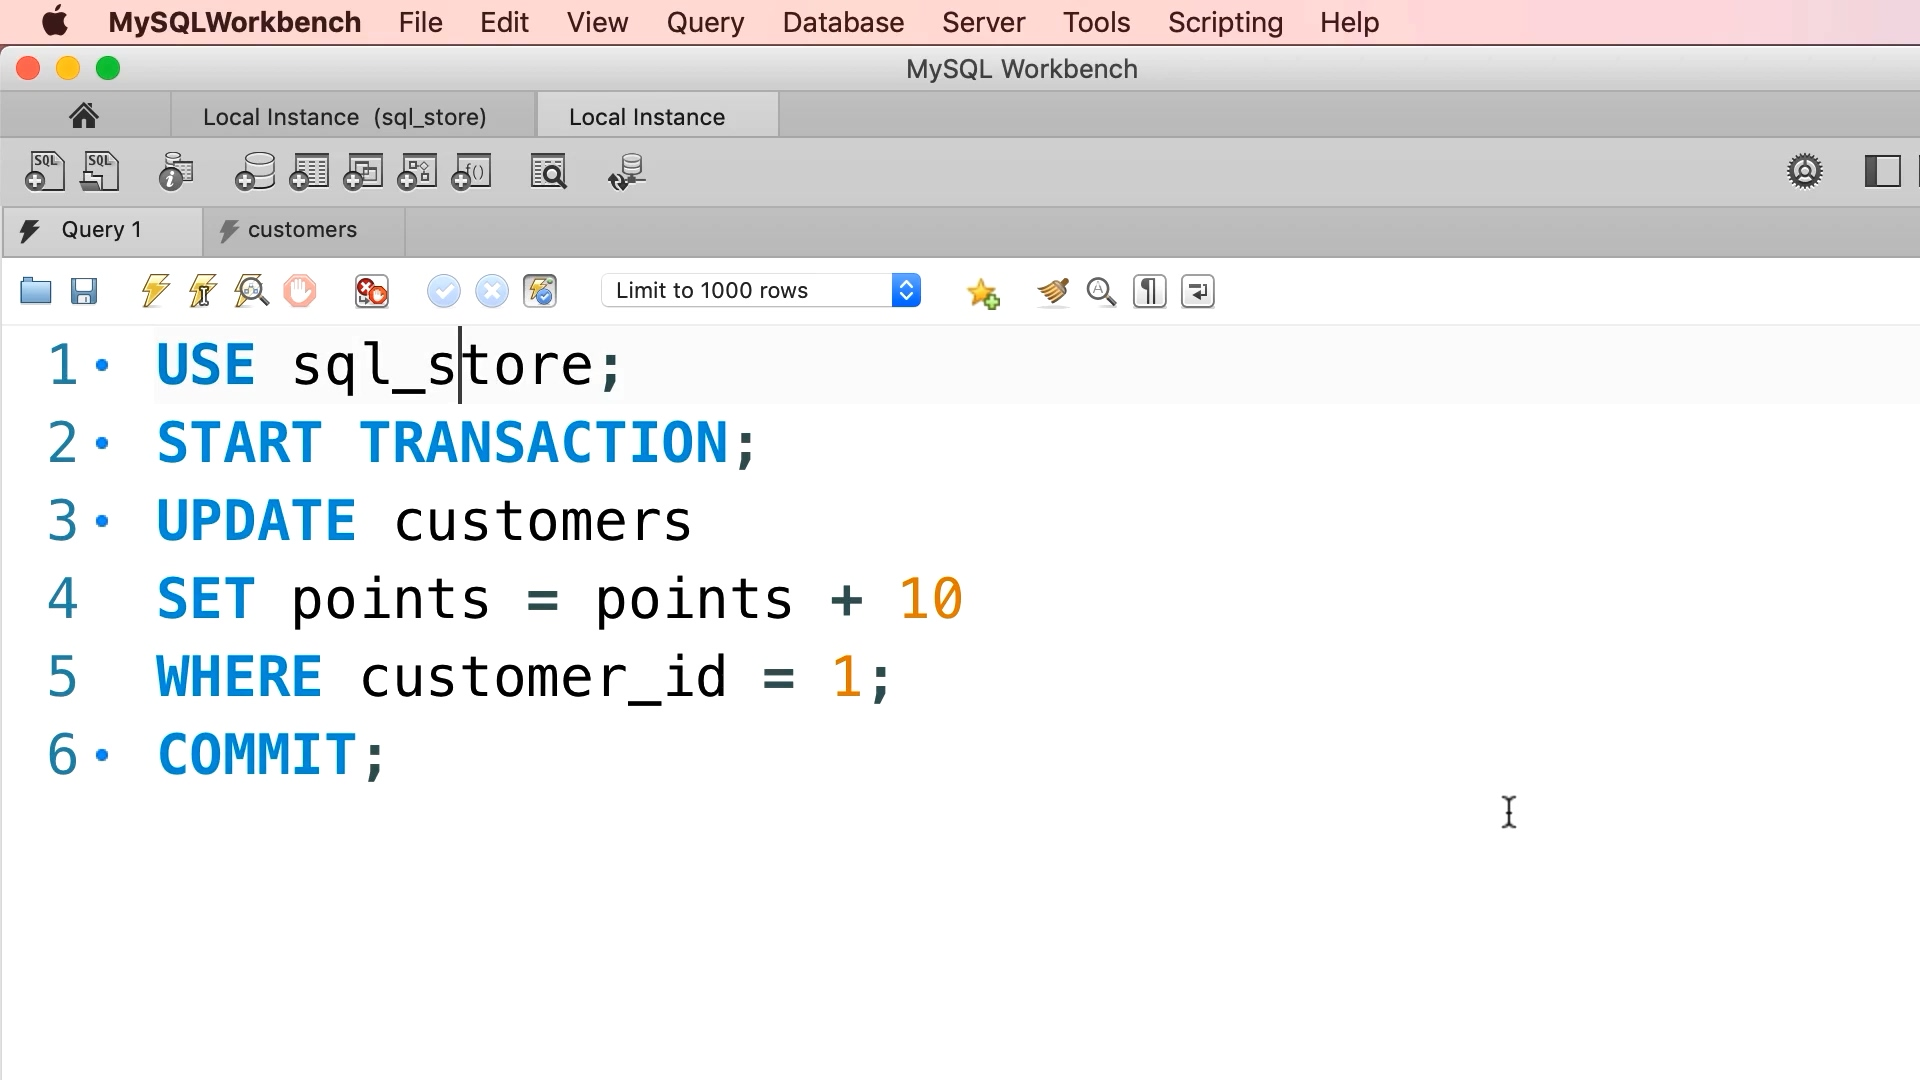 MySQLWorkbench File Edit View Query Database Server Tools Scripting Help
MySQL Workbench
Local Instance (sql_store) Local Instance
SQL SQL
Query 1 customers
Limit to 1000 rows
1 USE sql_store;
2 START TRANSACTION;
3 UPDATE customers
4 SET points = points + 10
5 WHERE customer_id = 1;
6 COMMIT;